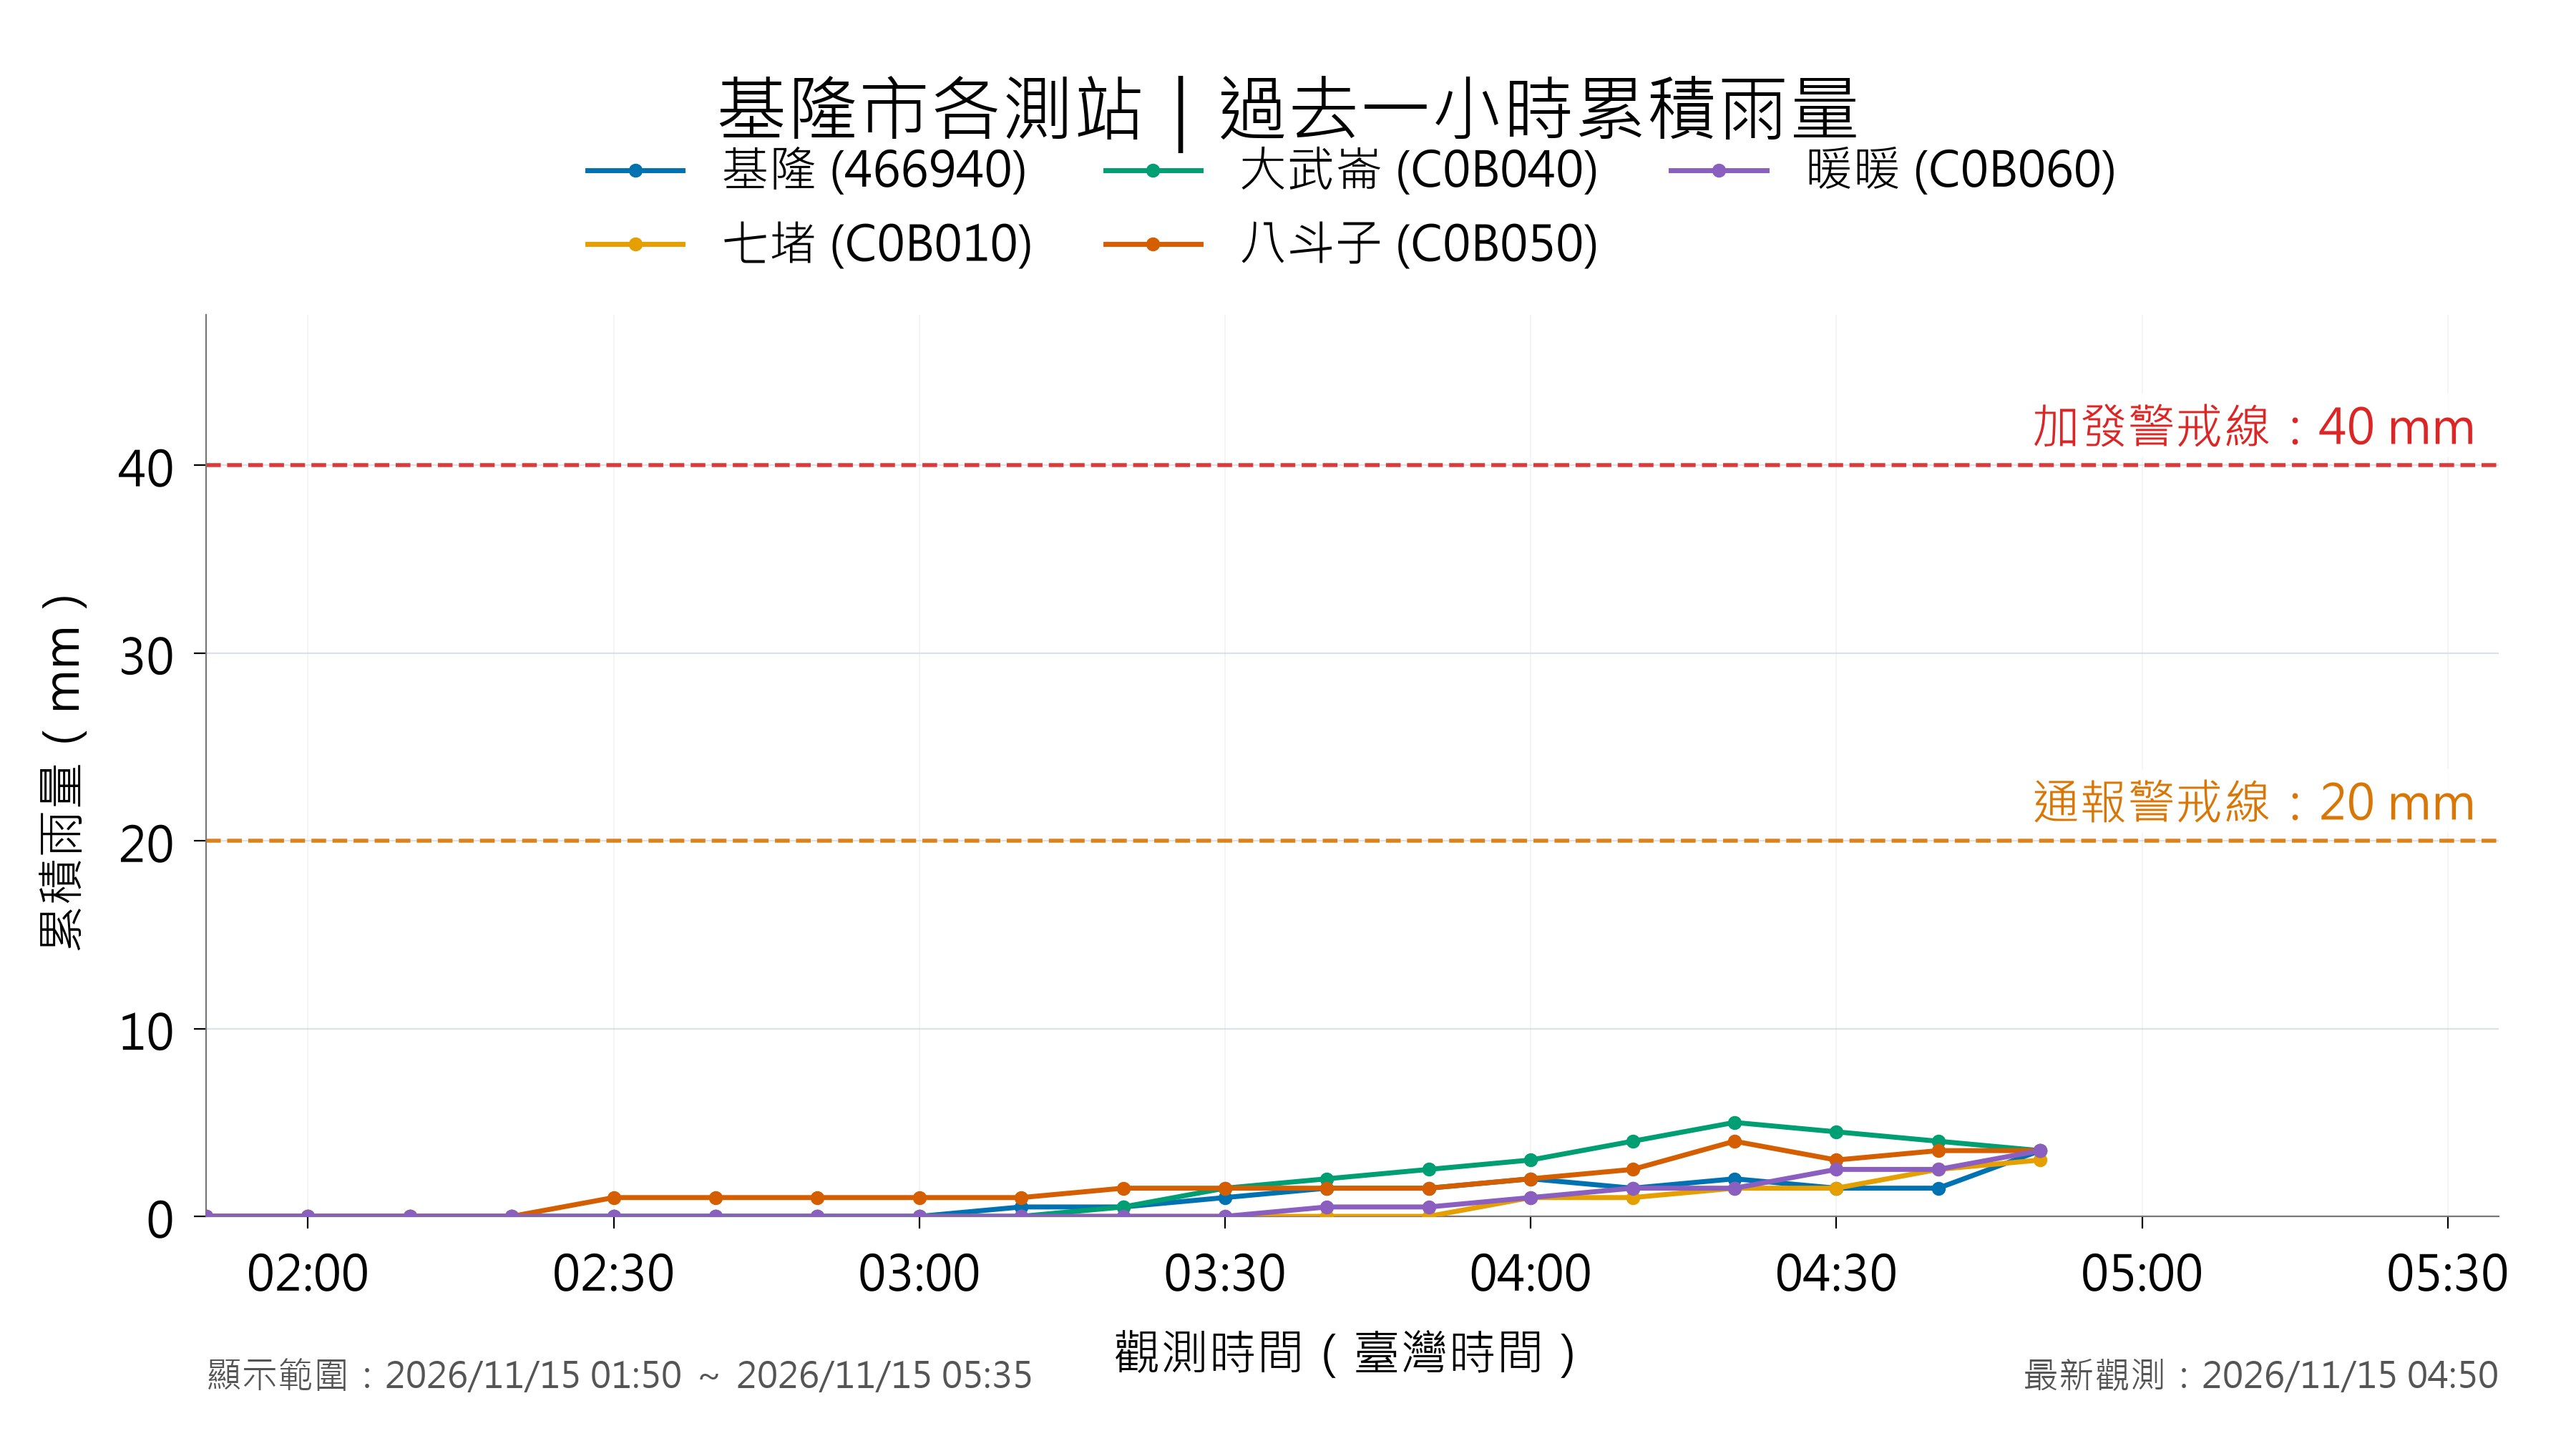 基隆市各測站 | 過去一小時累積雨量
基隆 (466940)
大武崙 (C0B040)
暖暖 (C0B060)
七堵 (C0B010)
八斗子 (C0B050)
累積雨量（mm）
40
30
20
10
0
加發警戒線：40 mm
通報警戒線：20 mm
02:00
02:30
03:00
03:30
04:00
04:30
05:00
05:30
觀測時間（臺灣時間）
顯示範圍：2026/11/15 01:50 ~ 2026/11/15 05:35
最新觀測：2026/11/15 04:50